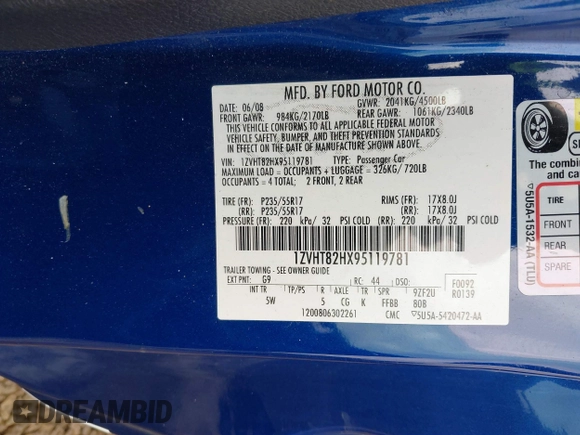 MFD. BY FORD MOTOR CO.
DATE: 06/08 GVWR: 2041KG/4500LB
FRONT GAWR: 984KG/2170LB REAR GAWR: 1061KG/2340LB
THIS VEHICLE CONFORMS TO ALL APPLICABLE FEDERAL MOTOR
VEHICLE SAFETY, BUMPER, AND THEFT PREVENTION STANDARDS
IN EFFECT ON THE DATE OF MANUFACTURE SHOWN ABOVE.
VIN: 1ZVHT82HX95119781 TYPE: Passenger Car
MAXIMUM LOAD = OCCUPANTS + LUGGAGE = 326KG/ 720LB
OCCUPANTS = 4 TOTAL; 2 FRONT, 2 REAR
TIRE (FR): P235/55R17 RIMS (FR): 17X8.0J
(RR): P235/55R17 (RR): 17X8.0J
PRESSURE (FR): 220 kPa/ 32 PSI COLD (RR): 220 kPa/ 32 PSI COLD
1ZVHT82HX95119781
TRAILER TOWING - SEE OWNER GUIDE
EXT PNT: G9 RC: 44 DSO: F0092
INT TR TP/PS R AXLE TR SPR 9ZF2U R0139
5W 5 CG K FFBB 80B
1200806302261 CMC ▽5U5A-5420472-AA
The combin
and car
TIRE
FRONT
REAR
SPARE
▽5U5A-1532-AA (TLU)
DREAMBID